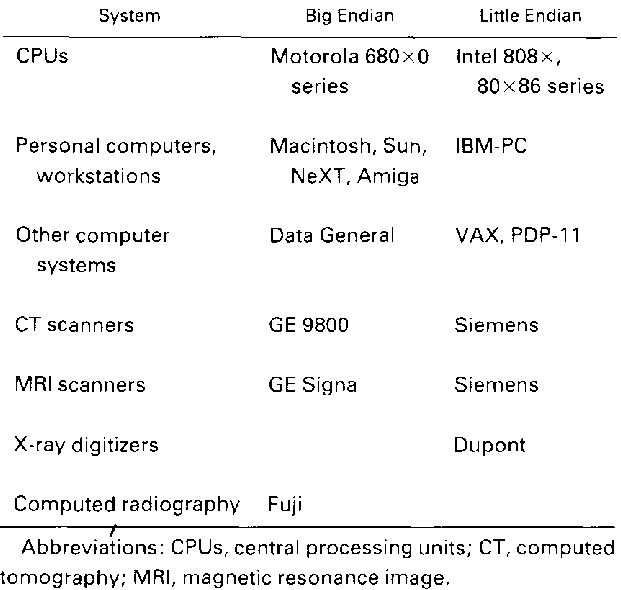 System Big Endian Little Endian
CPUs Motorola 680×0 Intel 808×,
series 80×86 series
Personal computers, Macintosh, Sun, IBM-PC
workstations NeXT, Amiga
Other computer Data General VAX, PDP-11
systems
CT scanners GE 9800 Siemens
MRI scanners GE Signa Siemens
X-ray digitizers Dupont
Computed radiography Fuji
Abbreviations: CPUs, central processing units; CT, computed
tomography; MRI, magnetic resonance image.